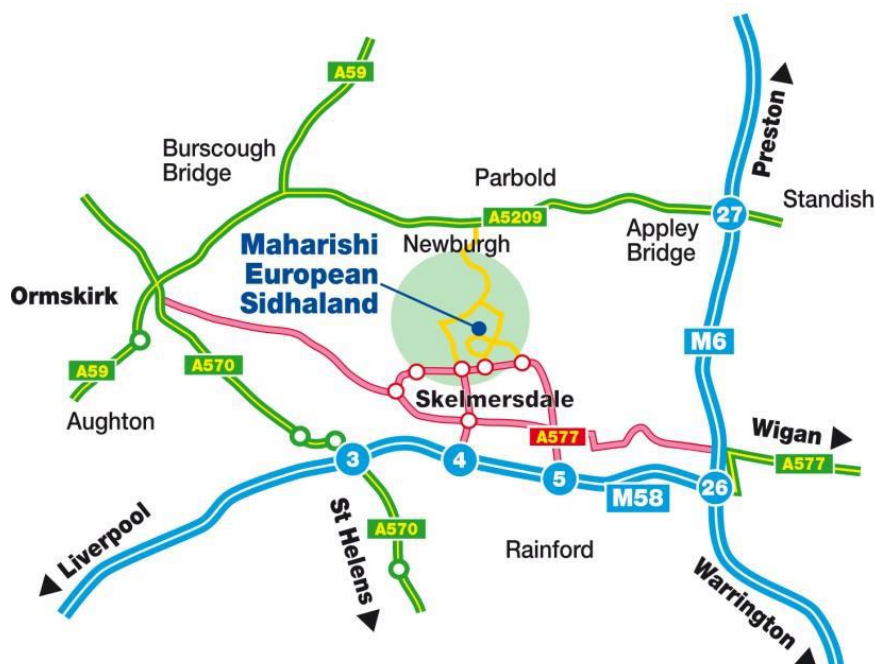 A59
Burscough
Bridge
Preston
Parbold
Standish
A5209
27
Appley
Bridge
Newburgh
Maharishi
European
Sidhaland
Ormskirk
M6
A59
A570
Aughton
Skelmersdale
A577
Wigan
A577
3
4
5
M58
26
Liverpool
St Helens
A570
Rainford
Warrington